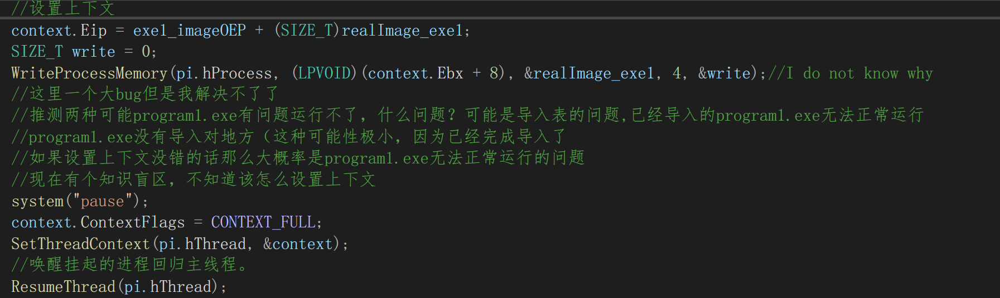 //设置上下文
context.Eip = exe1_imageOEP + (SIZE_T)realImage_exe1;
SIZE_T write = 0;
WriteProcessMemory(pi.hProcess, (LPVOID)(context.Ebx + 8), &realImage_exe1, 4, &write);//I do not know why
//这里一个大bug但是我解决不了了
//推测两种可能program1.exe有问题运行不了，什么问题？可能是导入表的问题,已经导入的program1.exe无法正常运行
//program1.exe没有导入对地方（这种可能性极小，因为已经完成导入了
//如果设置上下文没错的话那么大概率是program1.exe无法正常运行的问题
//现在有个知识盲区，不知道该怎么设置上下文
system("pause");
context.ContextFlags = CONTEXT_FULL;
SetThreadContext(pi.hThread, &context);
//唤醒挂起的进程回归主线程。
ResumeThread(pi.hThread);